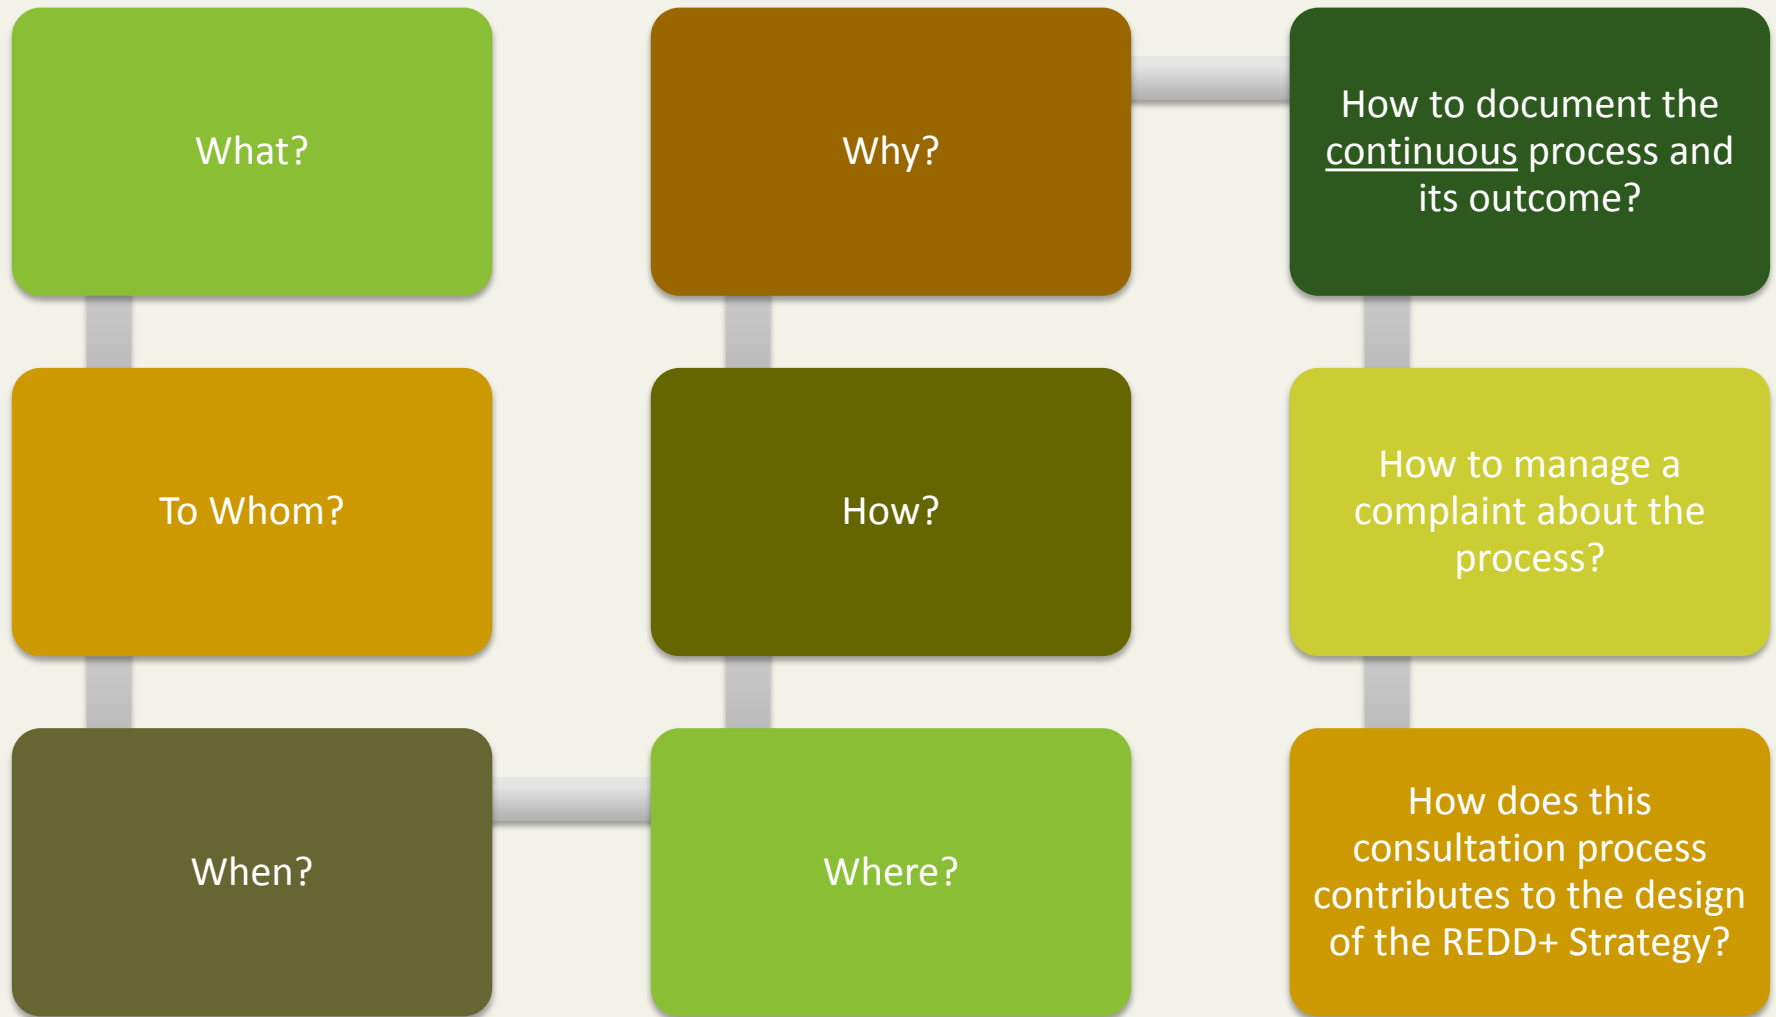 What?
To Whom?
When?
Where?
How?
Why?
How to document the
continuous process and
its outcome?
How to manage a
complaint about the
process?
How does this
consultation process
contributes to the design
of the REDD+ Strategy?